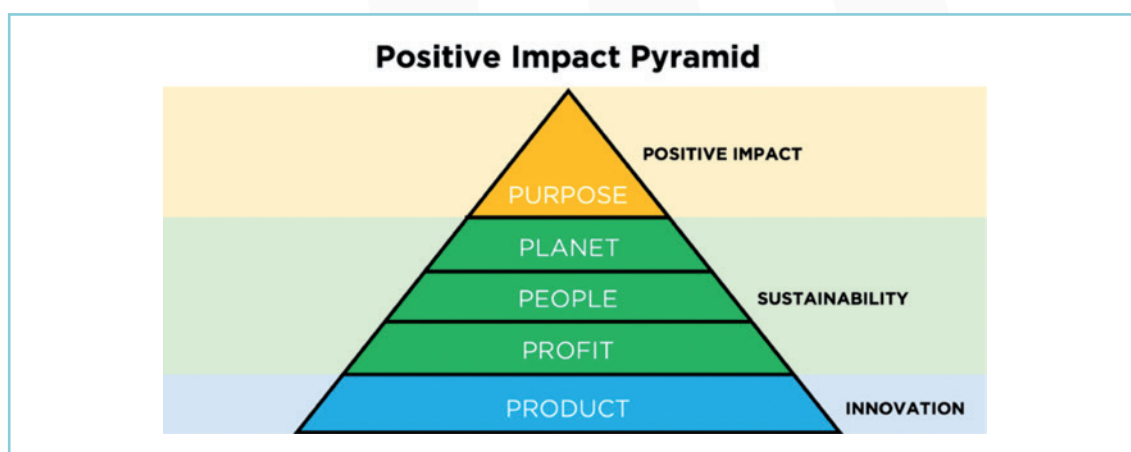 Positive Impact Pyramid
POSITIVE IMPACT
PURPOSE
PLANET
PEOPLE
SUSTAINABILITY
PROFIT
PRODUCT
INNOVATION